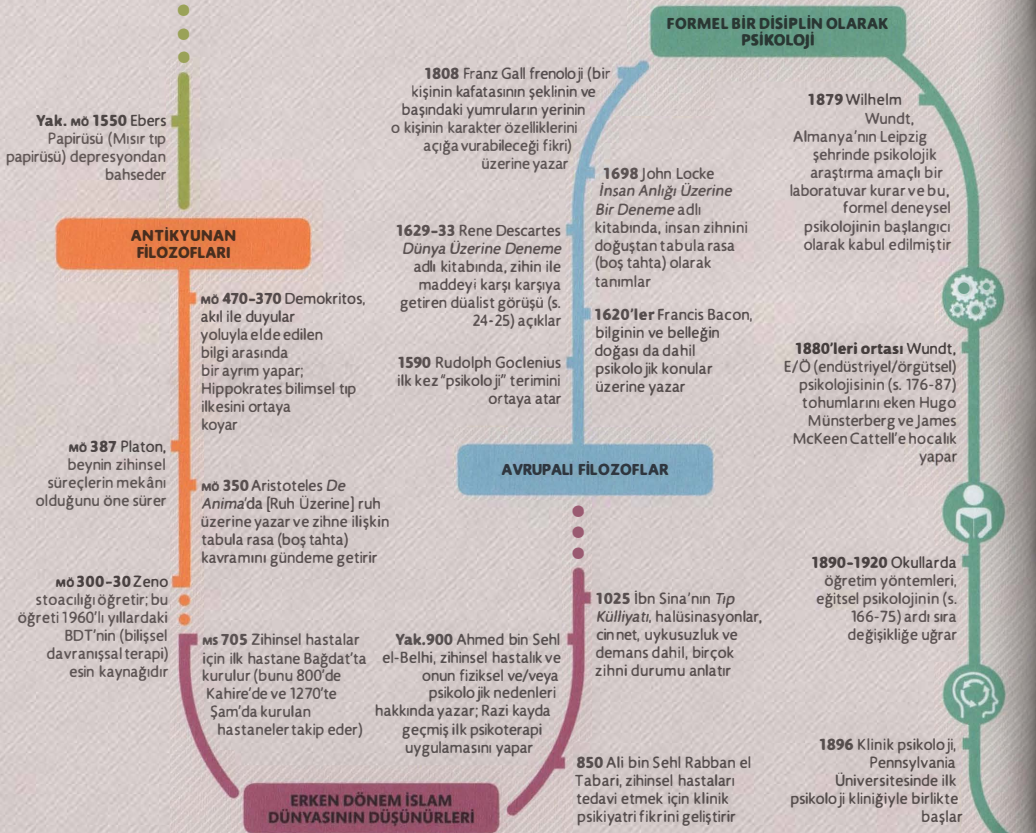 Yak. MÖ 1550 Ebers
Papirüsü (Mısır tıp
papirüsü) depresyondan
bahseder
ANTİKYUNAN
FİLOZOFLARI
MÖ 470-370 Demokritos,
akıl ile duyular
yoluyla elde edilen
bilgi arasında
bir ayrım yapar;
Hippokrates bilimsel tıp
ilkesini ortaya
koyar
MÖ 387 Platon,
beynin zihinsel
süreçlerin mekânı
olduğunu öne sürer
MÖ 350 Aristoteles De
Anima'da [Ruh Üzerine] ruh
üzerine yazar ve zihne ilişkin
tabula rasa (boş tahta)
kavramını gündeme getirir
MÖ 300-30 Zeno
stoacılığı öğretir; bu
öğreti 1960'lı yıllardaki
BDT'nin (bilişsel
davranışsal terapi)
esin kaynağıdır
MS 705 Zihinsel hastalar
için ilk hastane Bağdat'ta
kurulur (bunu 800'de
Kahire'de ve 1270'te
Şam'da kurulan
hastaneler takip eder)
ERKEN DÖNEM İSLAM
DÜNYASININ DÜŞÜNÜRLERİ
850 Ali bin Sehl Rabban el
Tabari, zihinsel hastaları
tedavi etmek için klinik
psikiyatri fikrini geliştirir
Yak.900 Ahmed bin Sehl
el-Belhi, zihinsel hastalık ve
onun fiziksel ve/veya
psikolojik nedenleri
hakkında yazar; Razi kayda
geçmiş ilk psikoterapi
uygulamasını yapar
1025 İbn Sina'nın Tıp
Külliyatı, halüsinasyonlar,
cinnet, uykusuzluk ve
demans dahil, birçok
zihni durumu anlatır
AVRUPALI FİLOZOFLAR
1590 Rudolph Goclenius
ilk kez "psikoloji" terimini
ortaya atar
1620'ler Francis Bacon,
bilginin ve belleğin
doğası da dahil
psikolojik konular
üzerine yazar
1629-33 Rene Descartes
Dünya Üzerine Deneme
adlı kitabında, zihin ile
maddeyi karşı karşıya
getiren düalist görüşü (s.
24-25) açıklar
1698 John Locke
İnsan Anlığı Üzerine
Bir Deneme adlı
kitabında, insan zihnini
doğuştan tabula rasa
(boş tahta) olarak
tanımlar
1808 Franz Gall frenoloji (bir
kişinin kafatasının şeklinin ve
başındaki yumruların yerinin
o kişinin karakter özelliklerini
açığa vurabileceği fikri)
üzerine yazar
FORMEL BİR DİSİPLİN OLARAK
PSİKOLOJİ
1879 Wilhelm
Wundt,
Almanya'nın Leipzig
şehrinde psikolojik
araştırma amaçlı bir
laboratuvar kurar ve bu,
formel deneysel
psikolojinin başlangıcı
olarak kabul edilmiştir
1880'leri ortası Wundt,
E/Ö (endüstriyel/örgütsel)
psikolojisinin (s. 176-87)
tohumlarını eken Hugo
Münsterberg ve James
McKeen Cattell'e hocalık
yapar
1890-1920 Okullarda
öğretim yöntemleri,
eğitsel psikolojinin (s.
166-75) ardı sıra
değişikliğe uğrar
1896 Klinik psikoloji,
Pennsylvania
Üniversitesinde ilk
psikoloji kliniğiyle birlikte
başlar